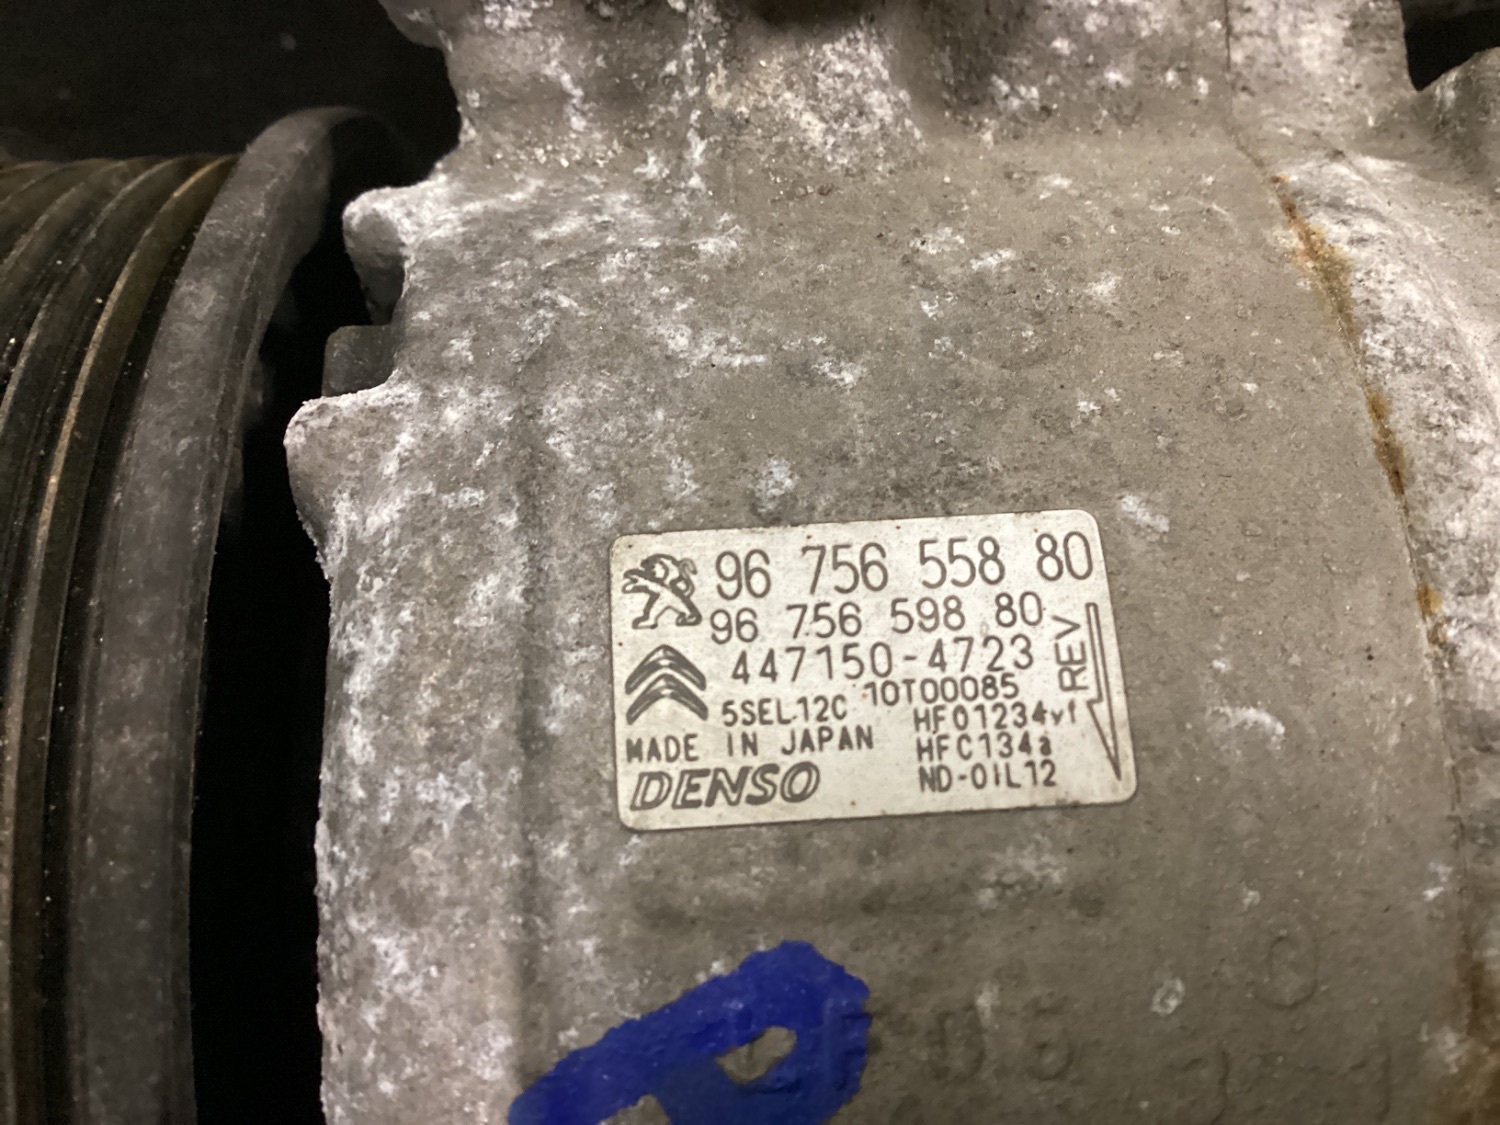 96 756 558 80
96 756 598 80
447150-4723
REV
5SEL12C 10T00085
HF01234yf
MADE IN JAPAN
HFC134a
DENSO
ND-OIL12